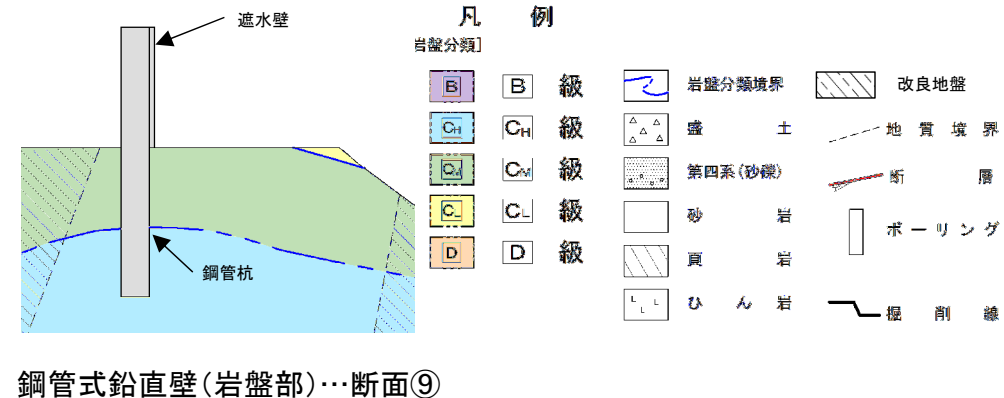 遮水壁
鋼管杭
凡 例
岩盤分類]
B B 級
CH CH 級
CM CM 級
CL CL 級
D D 級
岩盤分類境界
盛 土
第四系(砂礫)
砂 岩
頁 岩
ひ ん 岩
改良地盤
地 質 境 界
断 層
ボ ー リ ン グ
掘 削 線
鋼管式鉛直壁(岩盤部)…断面⑨